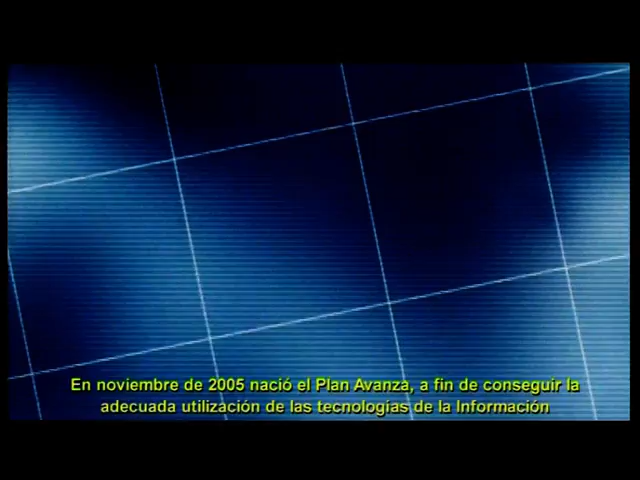 En noviembre de 2005 nació el Plan Avanza, a fin de conseguir la
adecuada utilización de las tecnologías de la Información